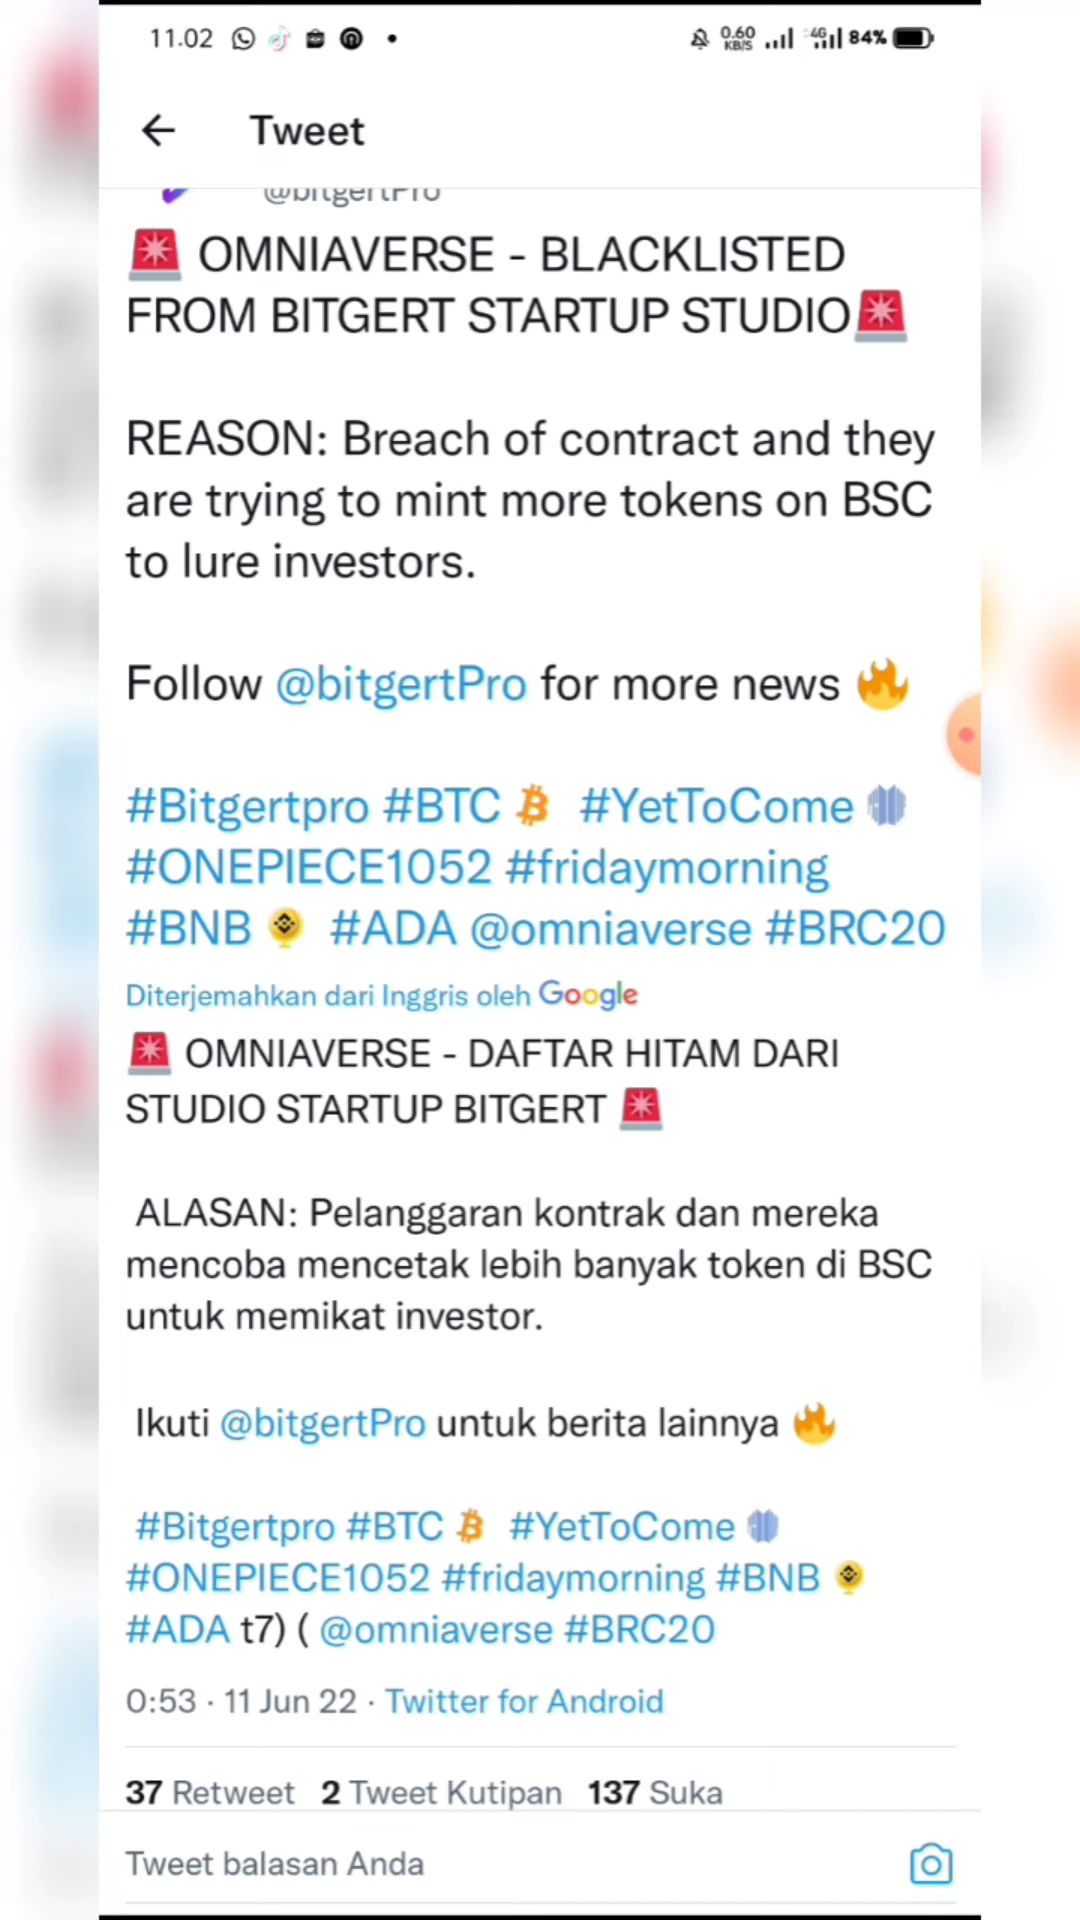 11.02 0.60 KB/S 4G 84%
Tweet
@bitgertPro
OMNIAVERSE - BLACKLISTED
FROM BITGERT STARTUP STUDIO
REASON: Breach of contract and they
are trying to mint more tokens on BSC
to lure investors.
Follow @bitgertPro for more news
#Bitgertpro #BTC #YetToCome
#ONEPIECE1052 #fridaymorning
#BNB #ADA @omniaverse #BRC20
Diterjemahkan dari Inggris oleh Google
OMNIAVERSE - DAFTAR HITAM DARI
STUDIO STARTUP BITGERT
ALASAN: Pelanggaran kontrak dan mereka
mencoba mencetak lebih banyak token di BSC
untuk memikat investor.
Ikuti @bitgertPro untuk berita lainnya
#Bitgertpro #BTC #YetToCome
#ONEPIECE1052 #fridaymorning #BNB
#ADA t7) ( @omniaverse #BRC20
0:53 · 11 Jun 22 · Twitter for Android
37 Retweet 2 Tweet Kutipan 137 Suka
Tweet balasan Anda